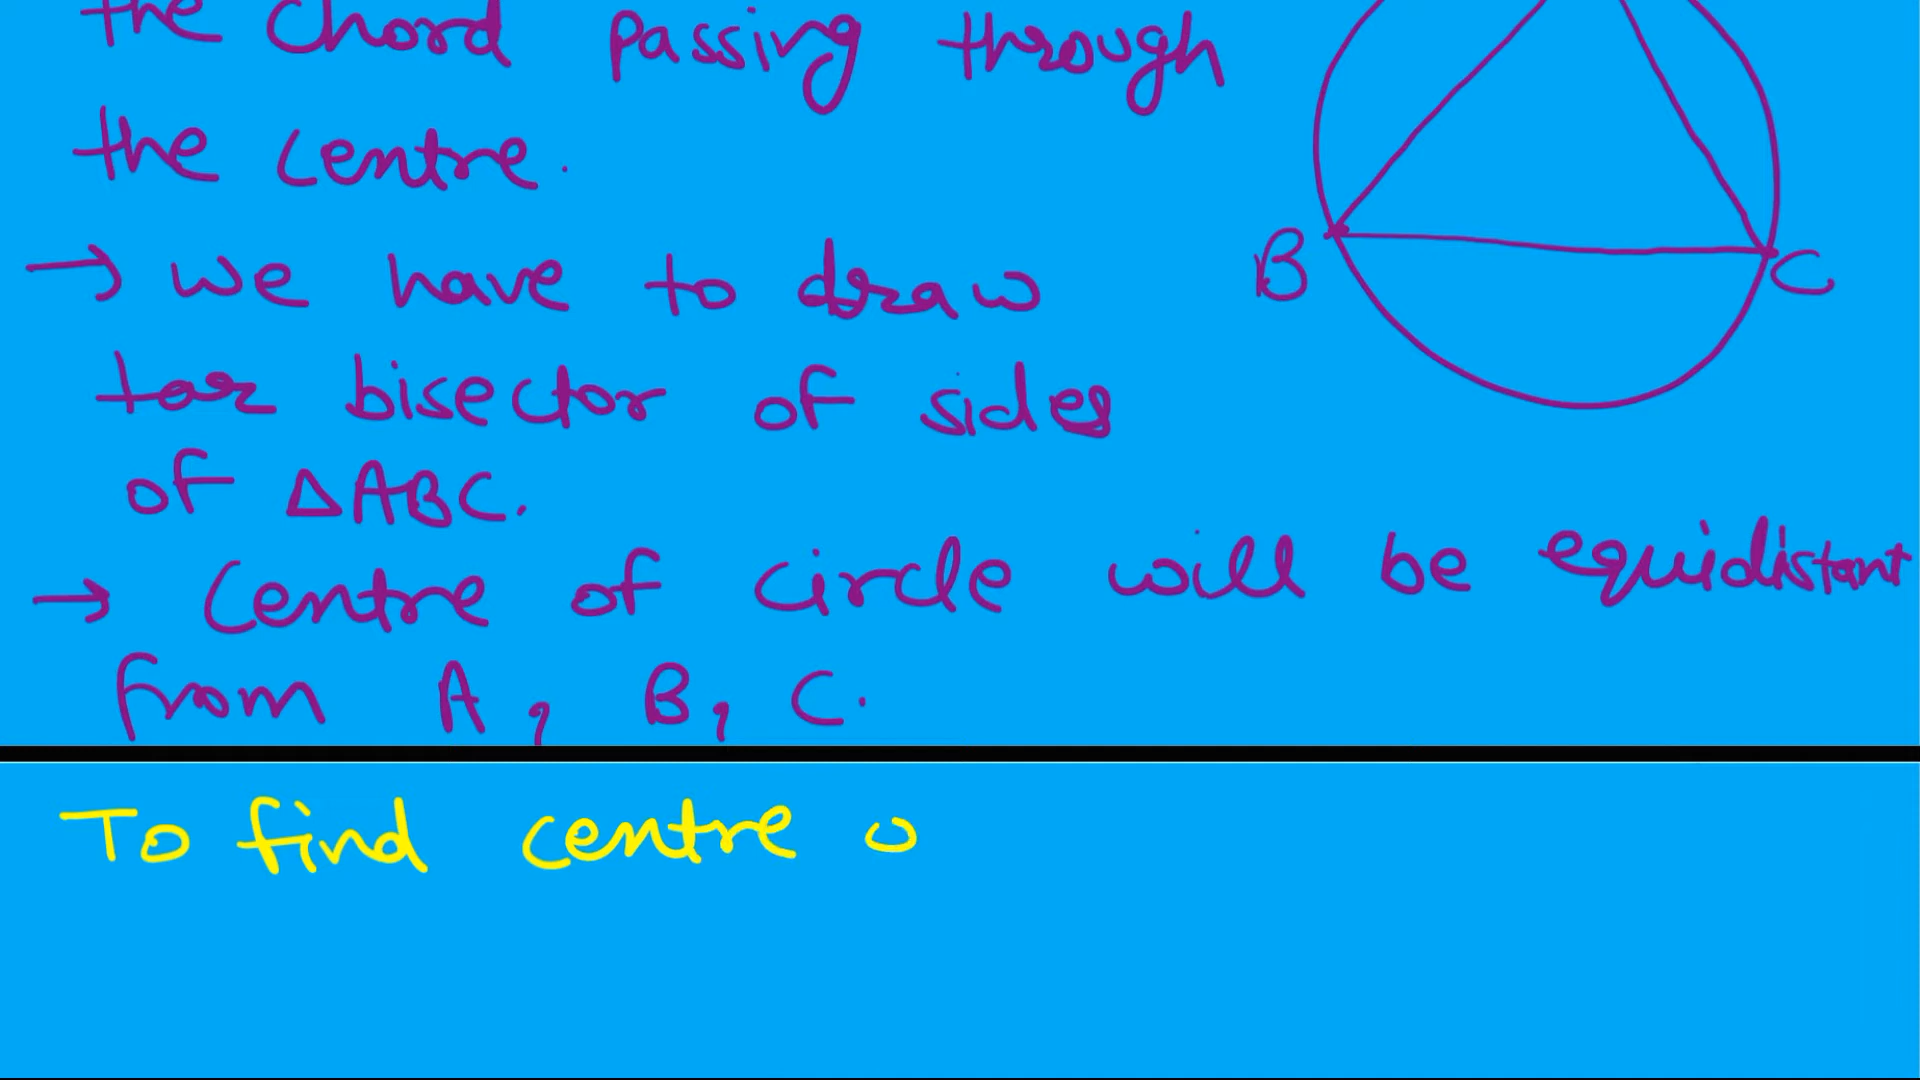 the Chord passing through
the centre.
→ we have to draw
tar bisector of sides
of ΔABC.
→ Centre of circle will be equidistant
from A, B, C.
B
C
To find centre o